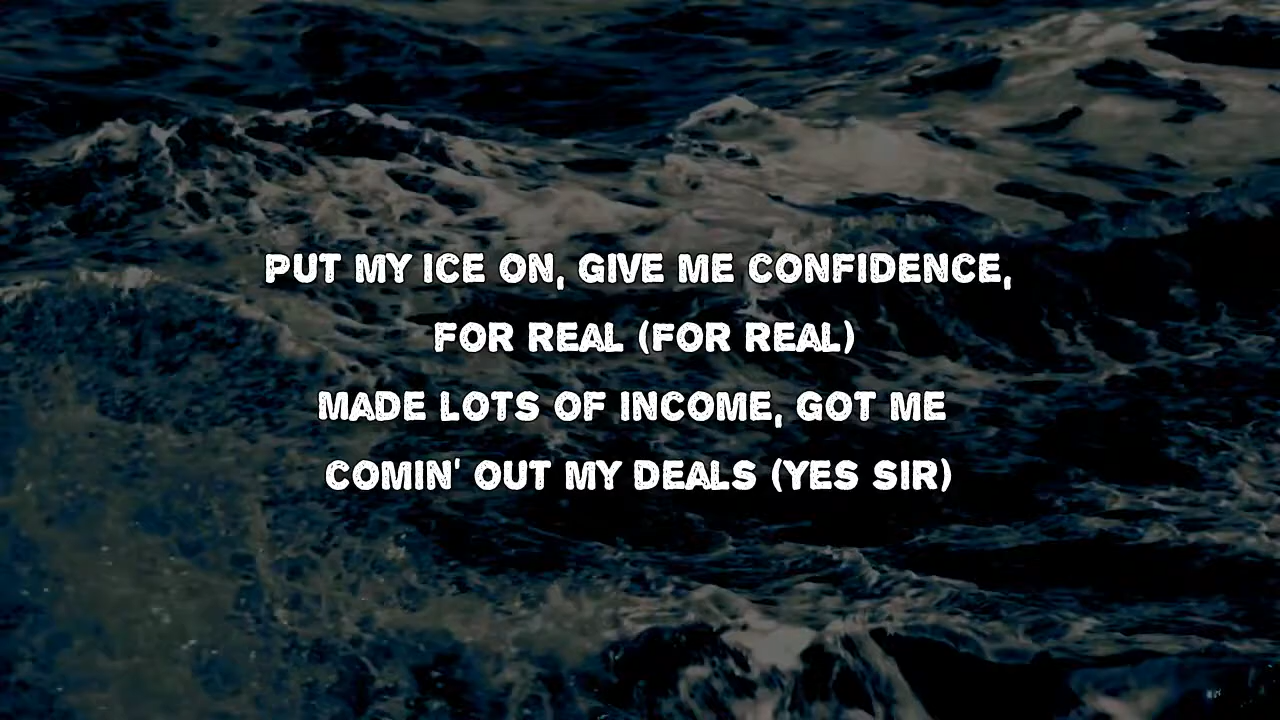 PUT MY ICE ON, GIVE ME CONFIDENCE,
FOR REAL (FOR REAL)
MADE LOTS OF INCOME, GOT ME
COMIN' OUT MY DEALS (YES SIR)